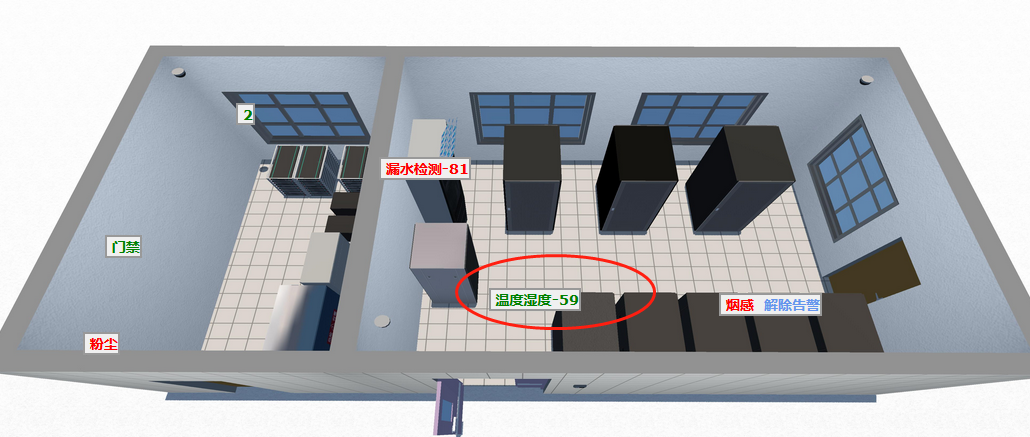 2
漏水检测-81
门禁
温度湿度-59
烟感 解除告警
粉尘